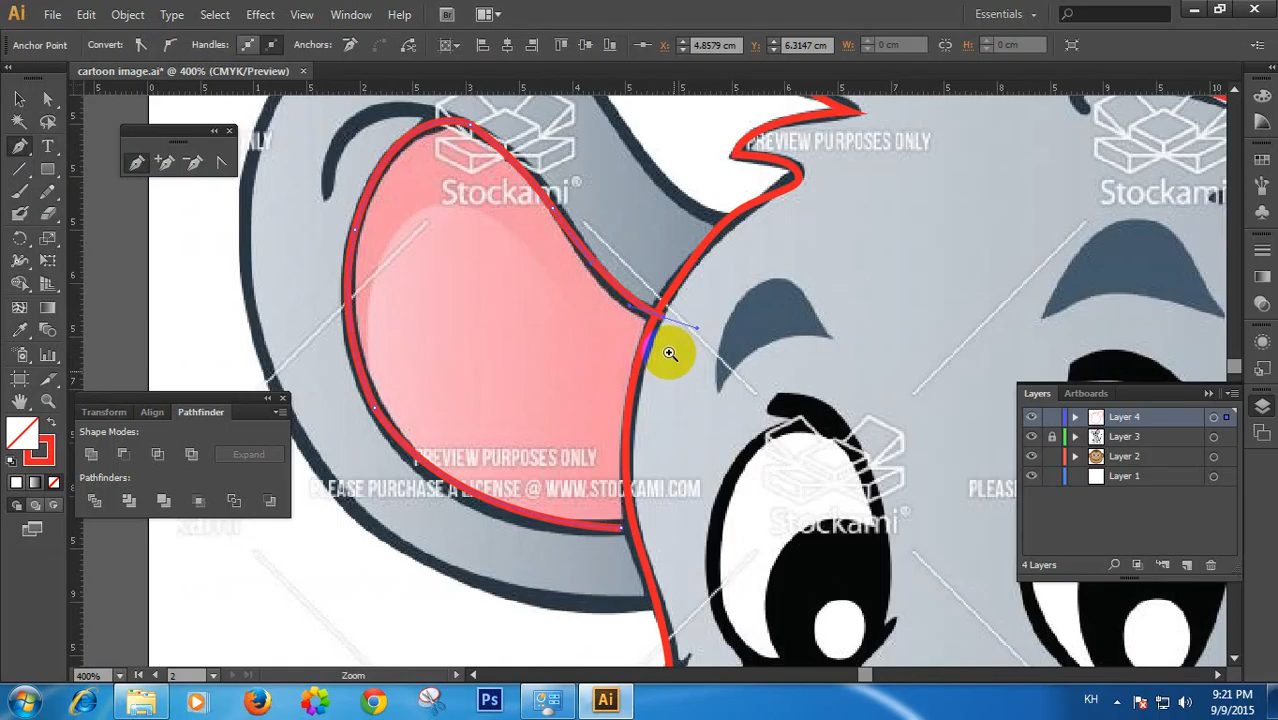 Ai File Edit Object Type Select Effect View Window Help Br Essentials
Anchor Point Convert: Handles: Anchors: X: 4.8579 cm Y: 6.3147 cm W: 0 cm H: 0 cm
cartoon image.ai* @ 400% (CMYK/Preview)
PREVIEW PURPOSES ONLY
Stockami®
Stockami
Transform Align Pathfinder
Shape Modes:
Expand
Pathfinders:
PREVIEW PURPOSES ONLY
PLEASE PURCHASE A LICENSE @ WWW.STOCKAMI.COM
Stockami®
Layers Artboards
Layer 4
Layer 3
Layer 2
Layer 1
4 Layers
400% 2 Zoom
Ps Ai KH 9:21 PM
9/9/2015